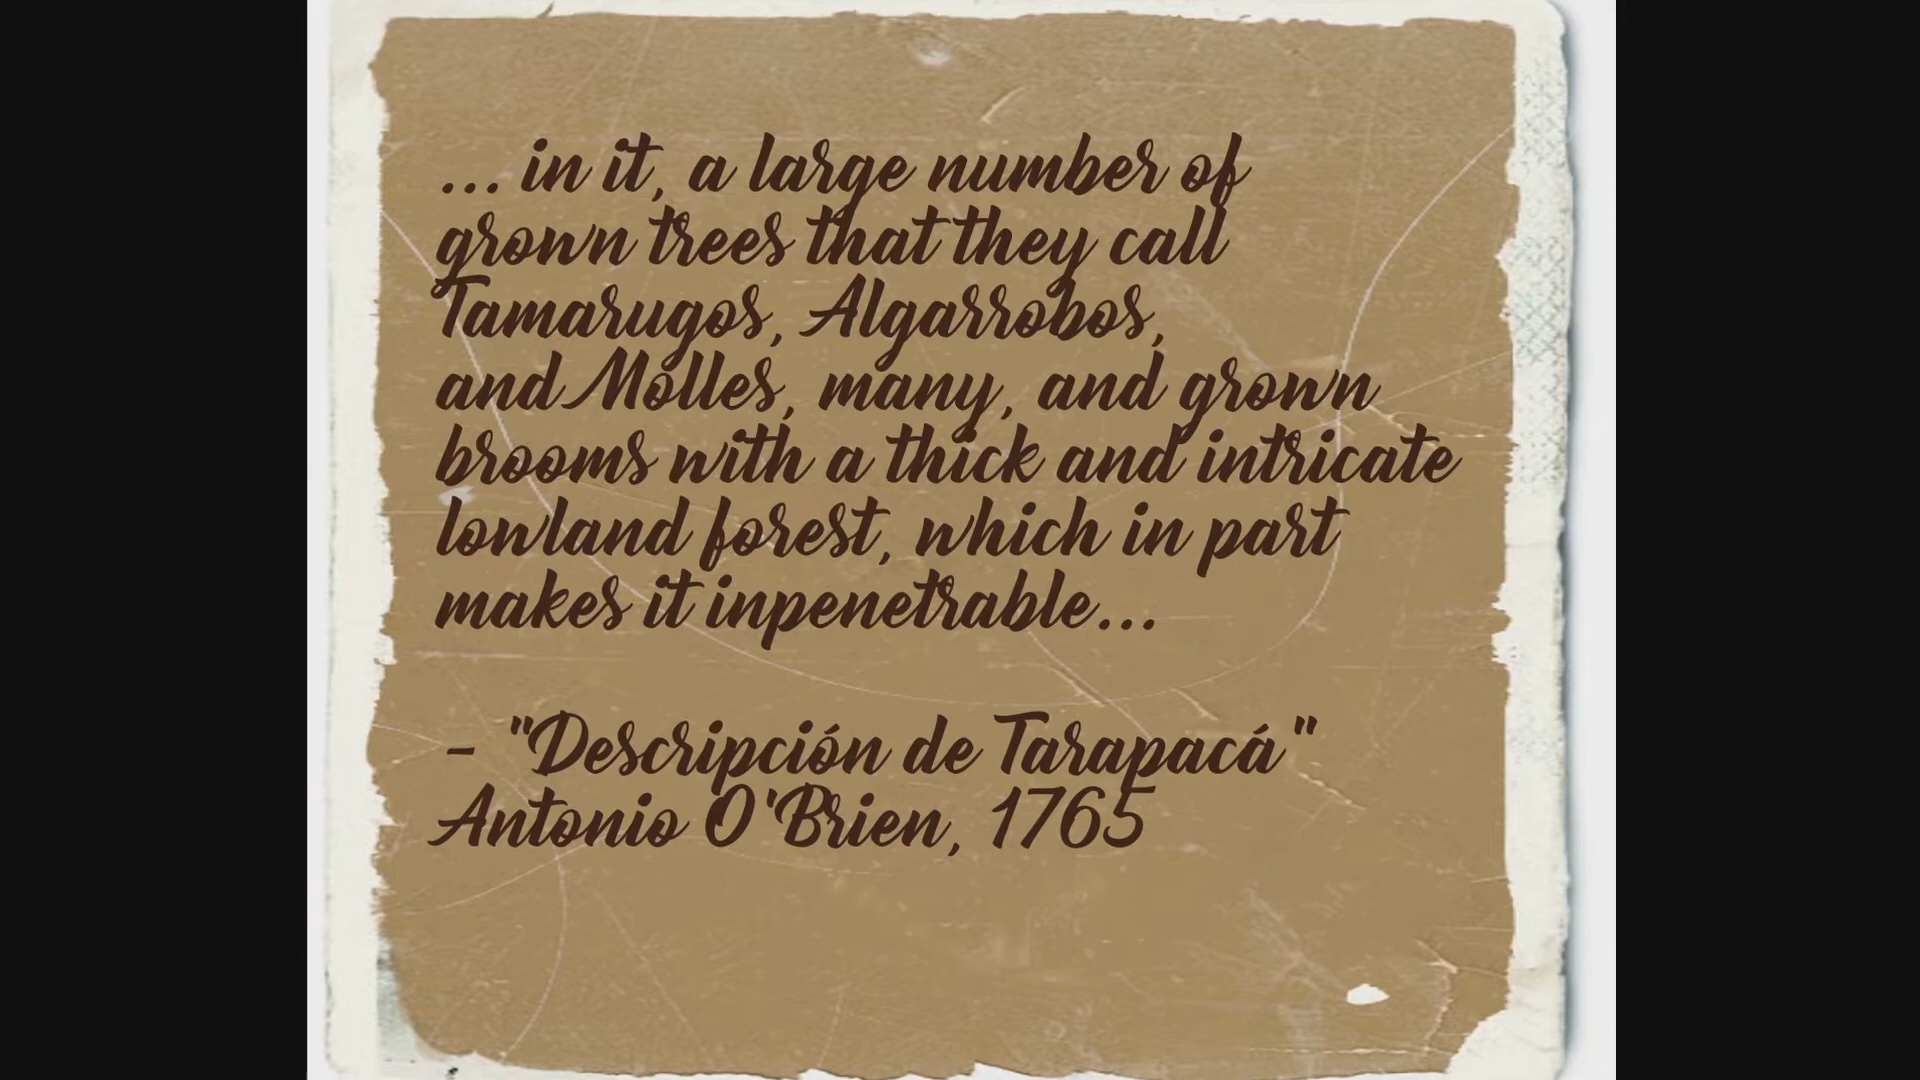 ... in it, a large number of
grown trees that they call
Tamarugos, Algarrobos,
and Molles, many, and grown
brooms with a thick and intricate
lowland forest, which in part
makes it inpenetrable...
- "Descripción de Tarapacá"
Antonio O'Brien, 1765